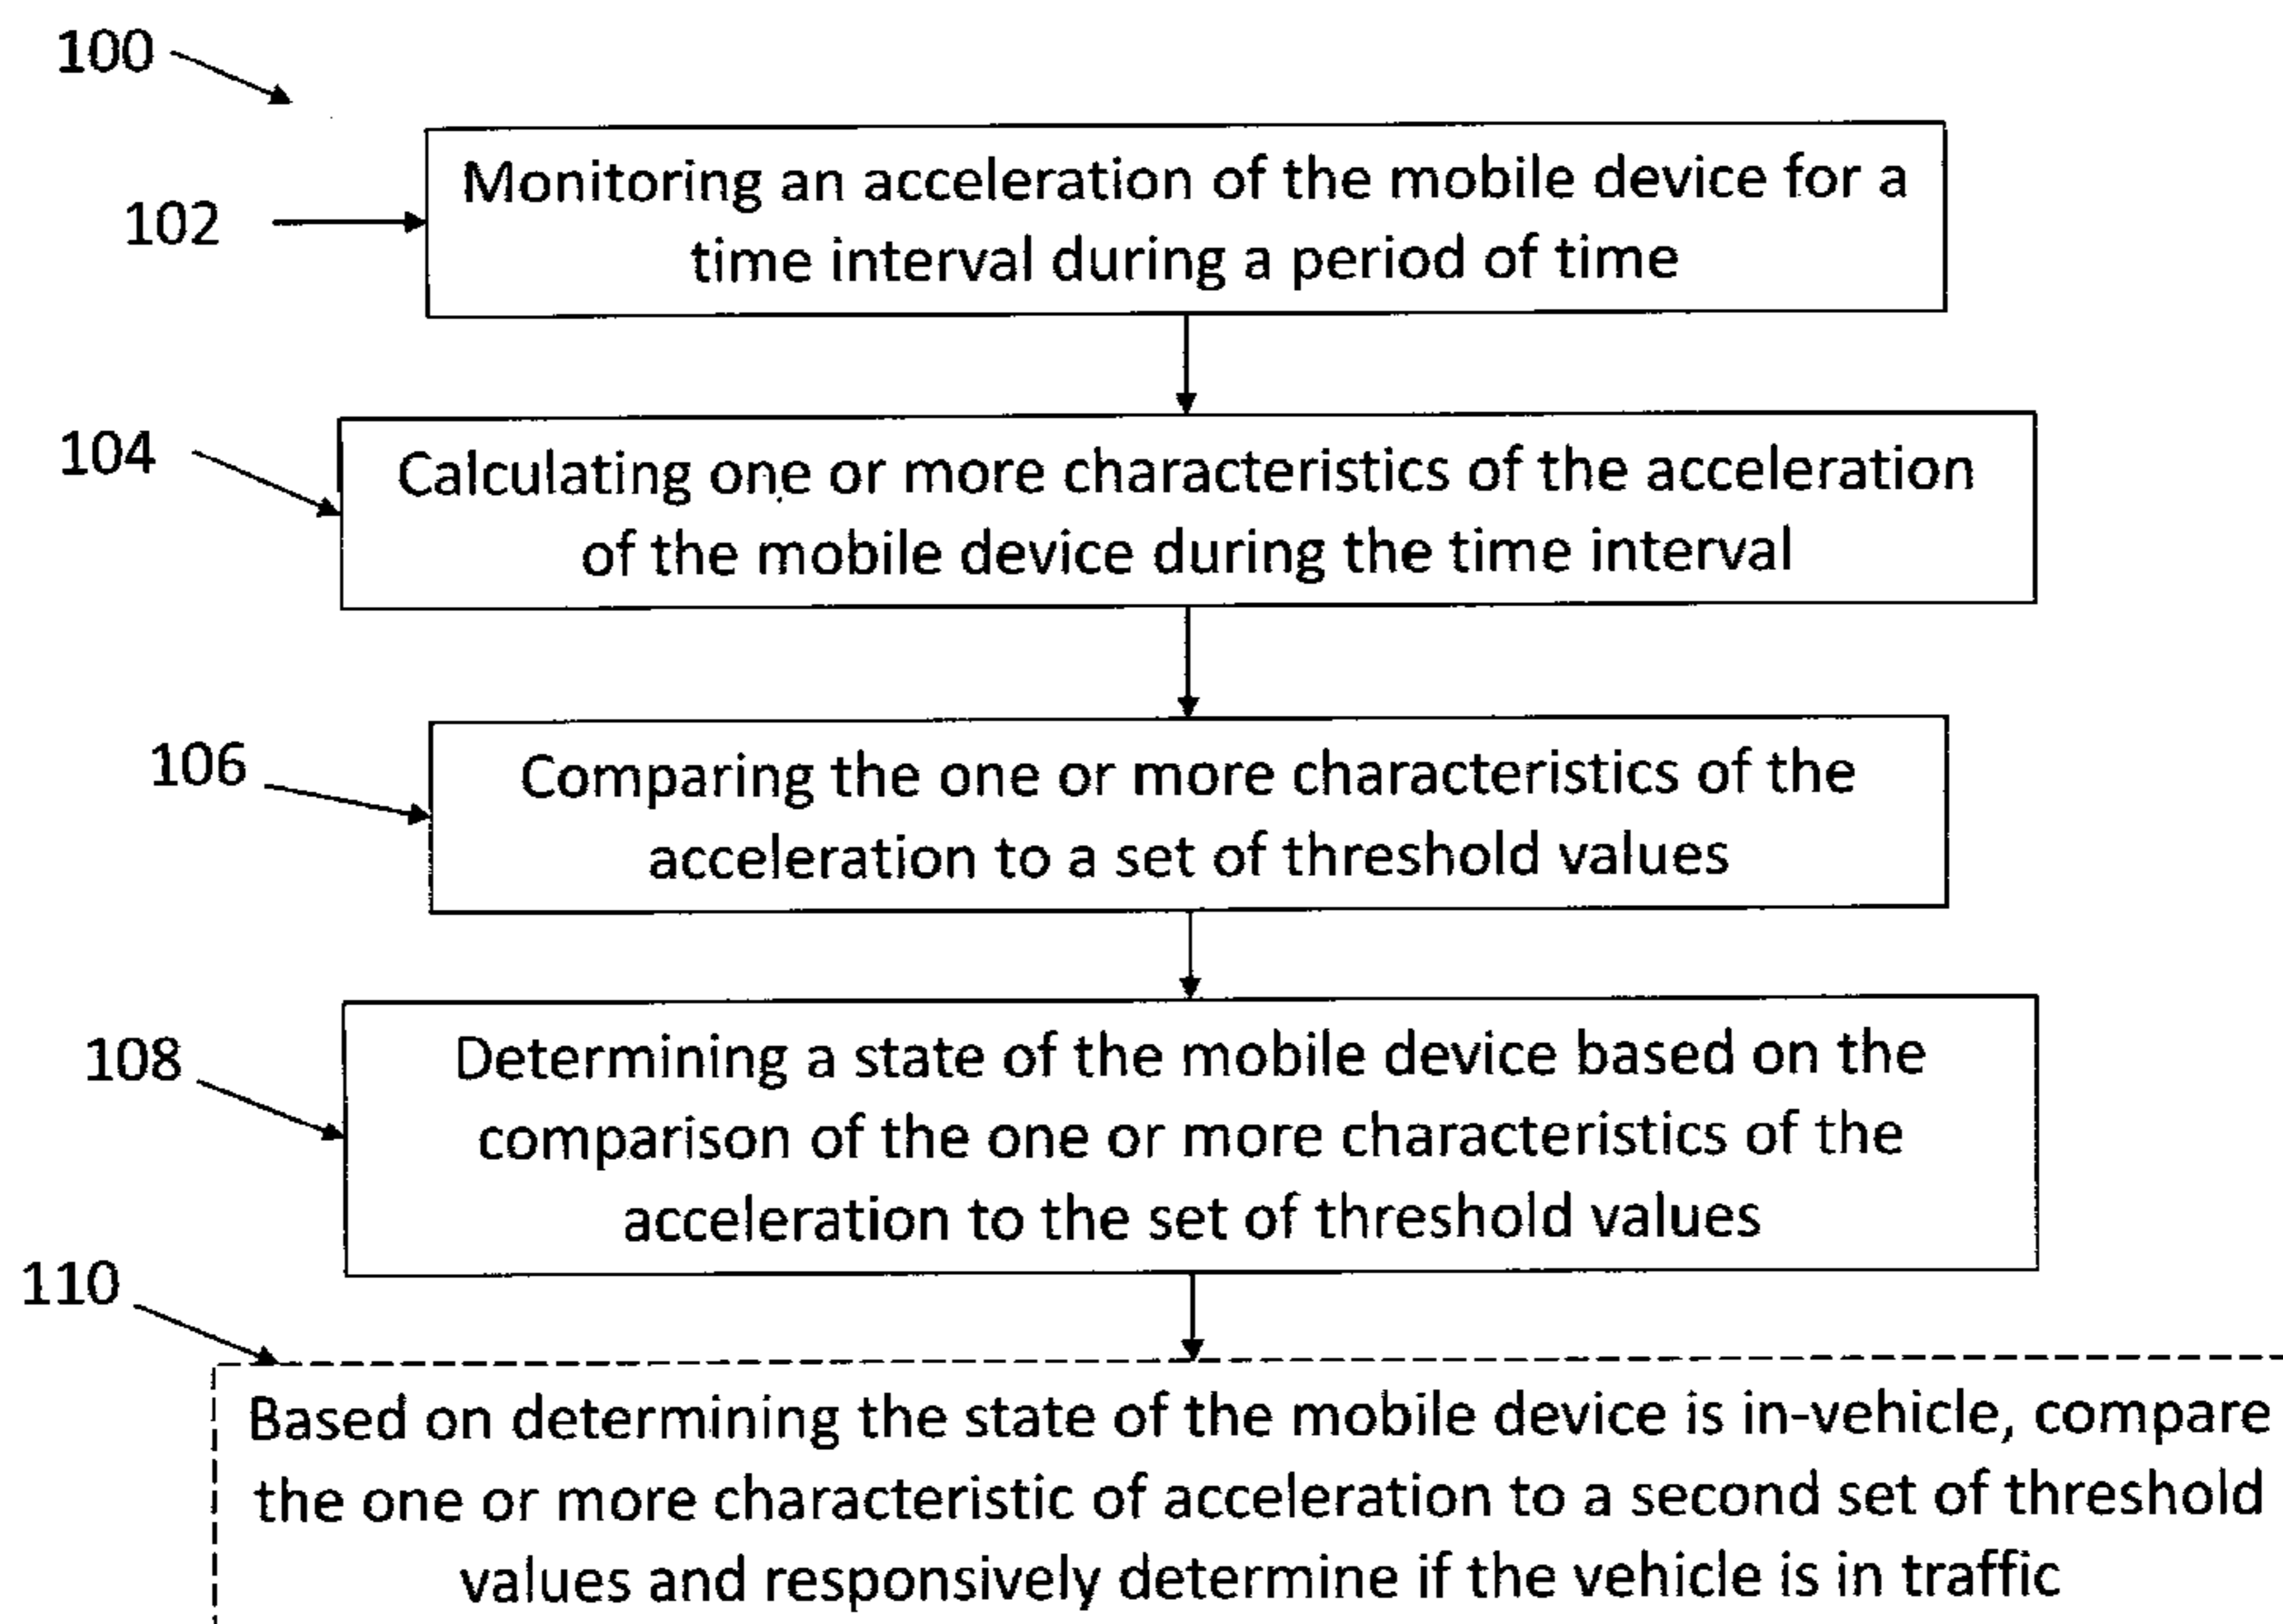 100
102
Monitoring an acceleration of the mobile device for a
time interval during a period of time
104
Calculating one or more characteristics of the acceleration
of the mobile device during the time interval
106
Comparing the one or more characteristics of the
acceleration to a set of threshold values
108
Determining a state of the mobile device based on the
comparison of the one or more characteristics of the
acceleration to the set of threshold values
110
Based on determining the state of the mobile device is in-vehicle, compare
the one or more characteristic of acceleration to a second set of threshold
values and responsively determine if the vehicle is in traffic